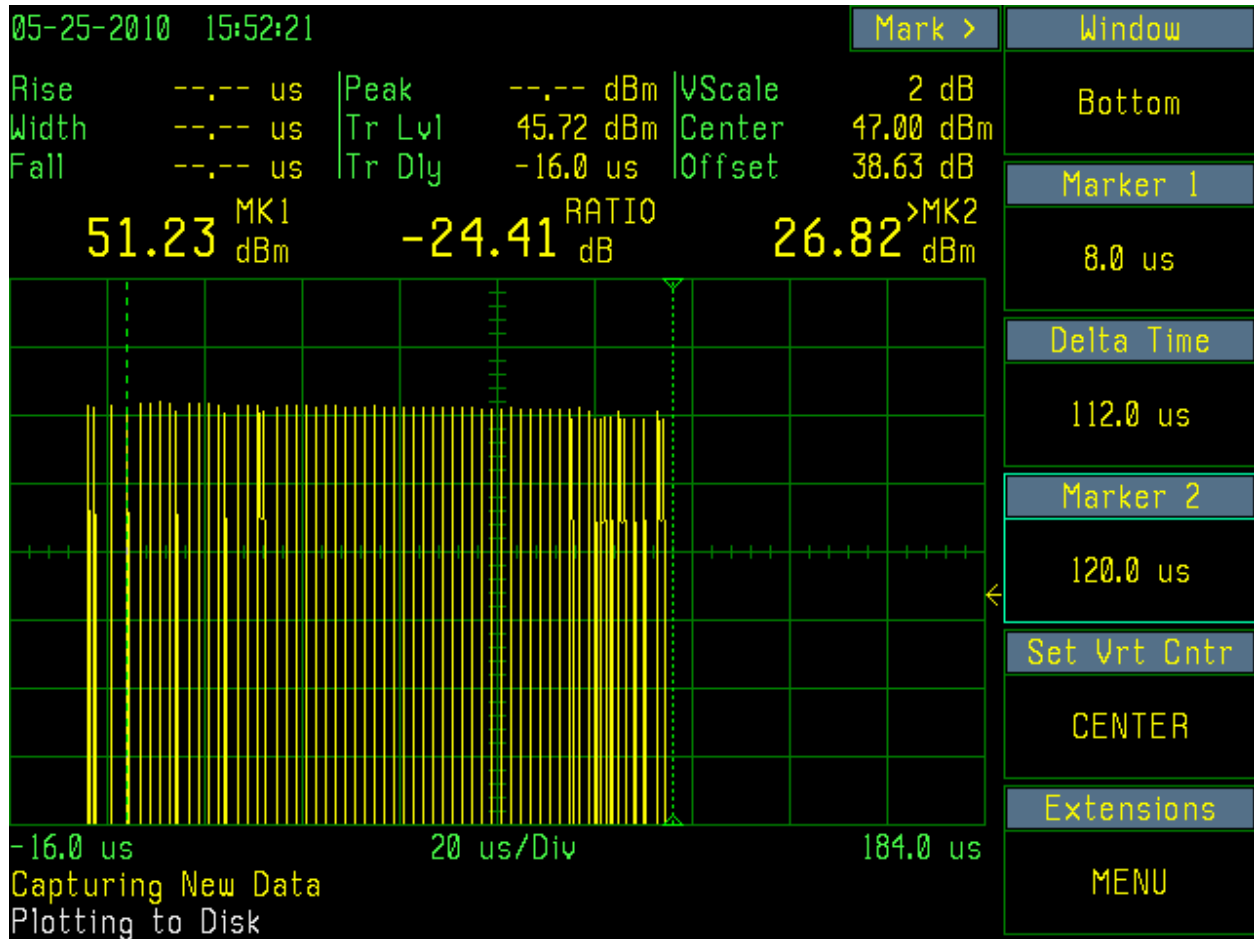 05-25-2010 15:52:21
Mark >
Rise --.-- us Peak --.-- dBm VScale 2 dB
Width --.-- us Tr Lvl 45.72 dBm Center 47.00 dBm
Fall --.-- us Tr Dly -16.0 us Offset 38.63 dB
51.23 MK1 dBm -24.41 RATIO dB 26.82 >MK2 dBm
-16.0 us 20 us/Div 184.0 us
Capturing New Data
Plotting to Disk
Window
Bottom
Marker 1
8.0 us
Delta Time
112.0 us
Marker 2
120.0 us
Set Vrt Cntr
CENTER
Extensions
MENU